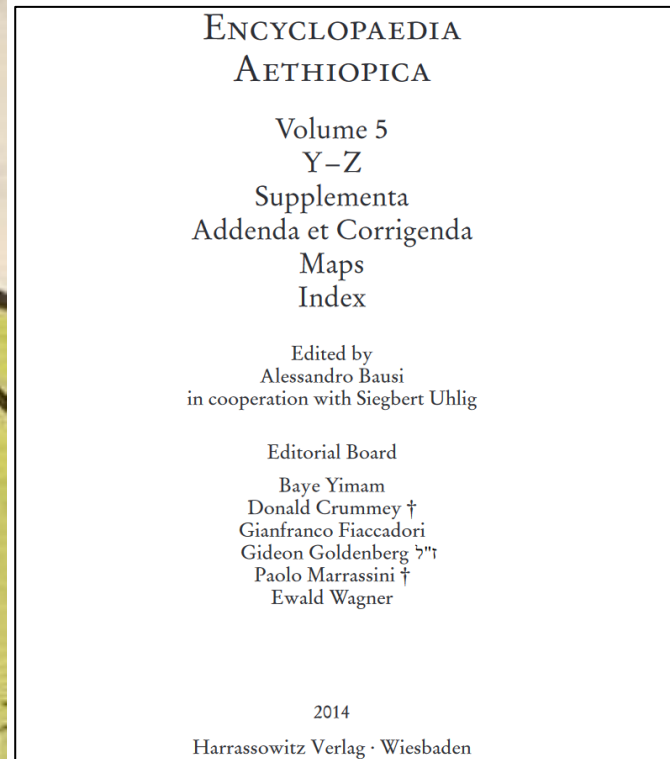 ENCYCLOPAEDIA
AETHIOPICA
Volume 5
Y–Z
Supplementa
Addenda et Corrigenda
Maps
Index
Edited by
Alessandro Bausi
in cooperation with Siegbert Uhlig
Editorial Board
Baye Yimam
Donald Crummey †
Gianfranco Fiaccadori
Gideon Goldenberg ז"ל
Paolo Marrassini †
Ewald Wagner
2014
Harrassowitz Verlag · Wiesbaden